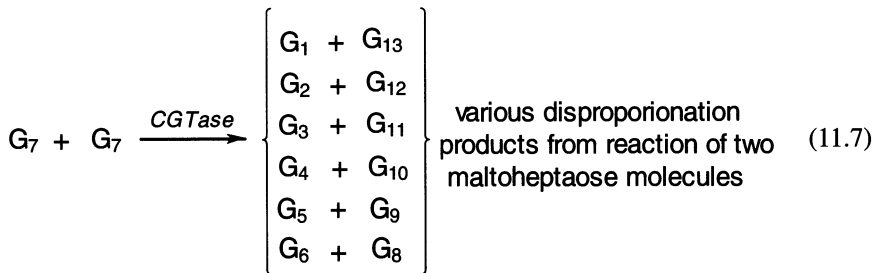 G₁ + G₁₃
G₂ + G₁₂
G₃ + G₁₁
G₄ + G₁₀
G₅ + G₉
G₆ + G₈
G₇ + G₇
CGTase
various disproporionation
products from reaction of two
maltoheptaose molecules
(11.7)